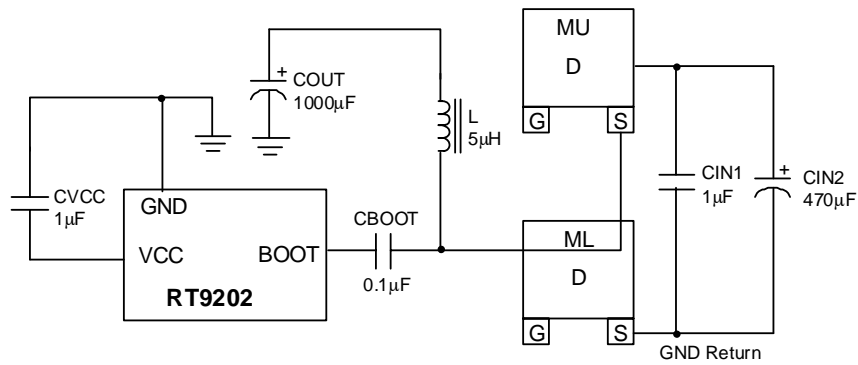 MU
D
G
S
+
COUT
1000µF
L
5µH
CVCC
1µF
GND
VCC
BOOT
RT9202
CBOOT
0.1µF
ML
D
G
S
CIN1
1µF
+
CIN2
470µF
GND Return